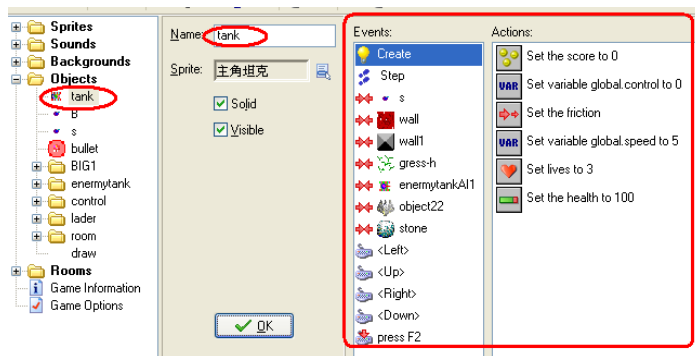 Sprites
Sounds
Backgrounds
Objects
tank
B
s
bullet
BIG1
enermytank
control
lader
room
draw
Rooms
Game Information
Game Options
Name: tank
Sprite: 主角坦克
Solid
Visible
OK
Events:
Create
Step
s
wall
wall1
gress-h
enermytankAI1
object22
stone
<Left>
<Up>
<Right>
<Down>
press F2
Actions:
Set the score to 0
VAR Set variable global.control to 0
Set the friction
VAR Set variable global.speed to 5
Set lives to 3
Set the health to 100